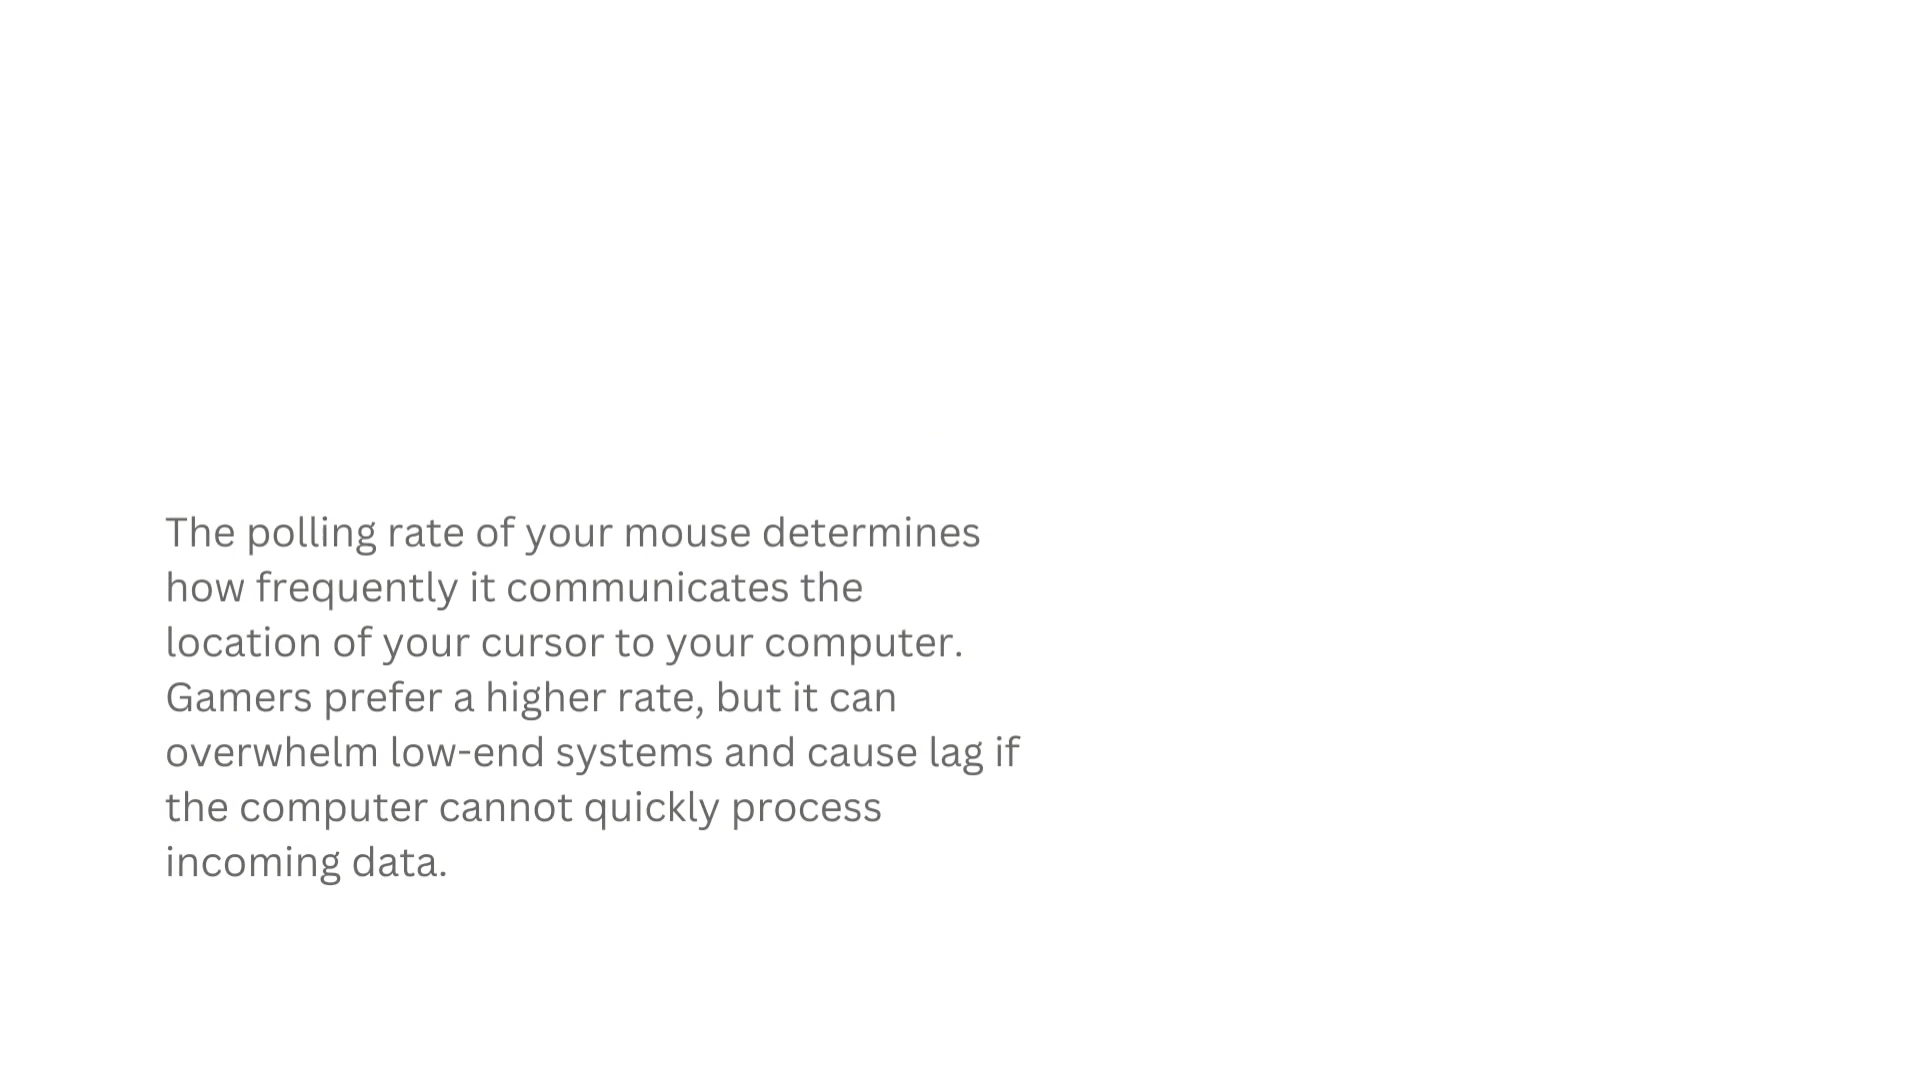 The polling rate of your mouse determines
how frequently it communicates the
location of your cursor to your computer.
Gamers prefer a higher rate, but it can
overwhelm low-end systems and cause lag if
the computer cannot quickly process
incoming data.